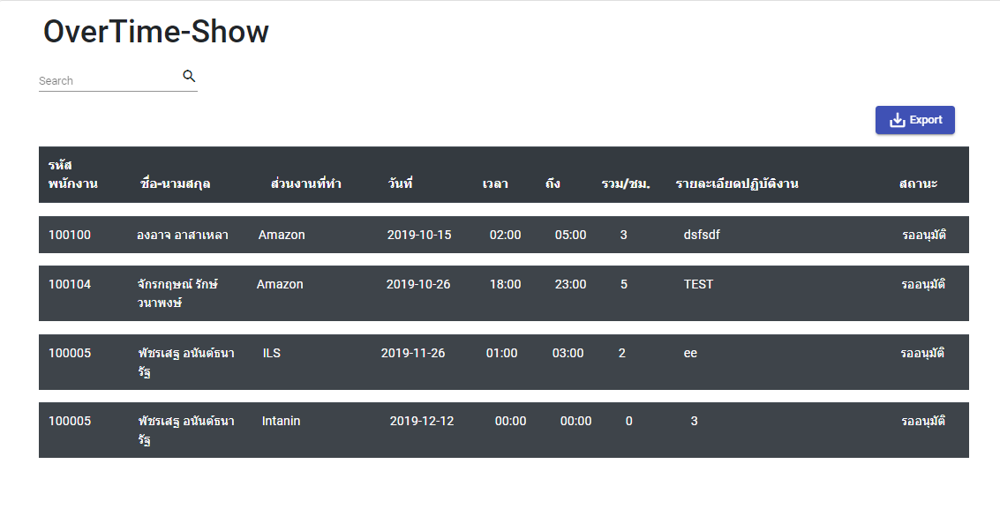 OverTime-Show
Search
Export
รหัส
พนักงาน ชื่อ-นามสกุล ส่วนงานที่ทำ วันที่ เวลา ถึง รวม/ชม. รายละเอียดปฏิบัติงาน สถานะ
100100 องอาจ อาสาเหลา Amazon 2019-10-15 02:00 05:00 3 dsfsdf รออนุมัติ
100104 จักรกฤษณ์ รักษ์ Amazon 2019-10-26 18:00 23:00 5 TEST รออนุมัติ
วนาพงษ์
100005 พัชรเสฐ อนันต์ธนา ILS 2019-11-26 01:00 03:00 2 ee รออนุมัติ
รัฐ
100005 พัชรเสฐ อนันต์ธนา Intanin 2019-12-12 00:00 00:00 0 3 รออนุมัติ
รัฐ